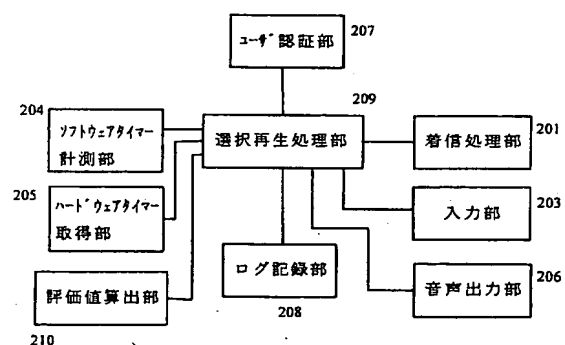 ユーザ認証部
207
209
204
ソフトウェアタイマー
計測部
選択再生処理部
着信処理部
201
205
ハードウェアタイマー
取得部
入力部
203
ログ記録部
208
評価値算出部
210
音声出力部
206